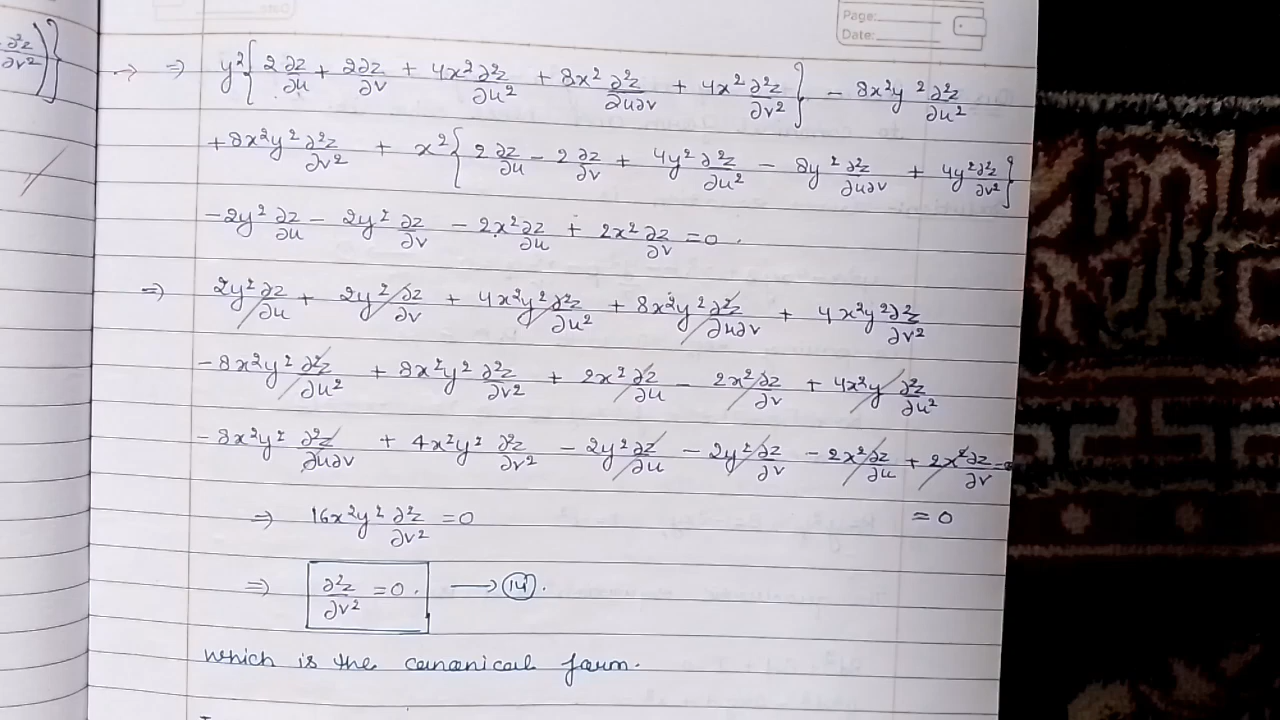 Page:
Date:
∂²z/∂v²)}
⇒ y²{2 ∂z/∂u + 2∂z/∂v + 4x² ∂²z/∂u² + 8x² ∂²z/∂u∂v + 4x² ∂²z/∂v²} - 8x²y² ∂²z/∂u²
+8x²y² ∂²z/∂v² + x²{2 ∂z/∂u - 2 ∂z/∂v + 4y² ∂²z/∂u² - 8y² ∂²z/∂u∂v + 4y² ∂²z/∂v²}
-2y² ∂z/∂u - 2y² ∂z/∂v - 2x² ∂z/∂u + 2x² ∂z/∂v = 0.
⇒ 2y² ∂z/∂u + 2y² ∂z/∂v + 4x²y² ∂²z/∂u² + 8x²y² ∂²z/∂u∂v + 4x²y² ∂²z/∂v²
-8x²y² ∂²z/∂u² + 8x²y² ∂²z/∂v² + 2x² ∂z/∂u - 2x² ∂z/∂v + 4x²y ∂²z/∂u²
-8x²y² ∂²z/∂u∂v + 4x²y² ∂²z/∂v² - 2y² ∂z/∂u - 2y² ∂z/∂v - 2x² ∂z/∂u + 2x² ∂z/∂v
= 0
⇒ 16x²y² ∂²z/∂v² = 0
⇒ ∂²z/∂v² = 0. → (14).
which is the canonical form.